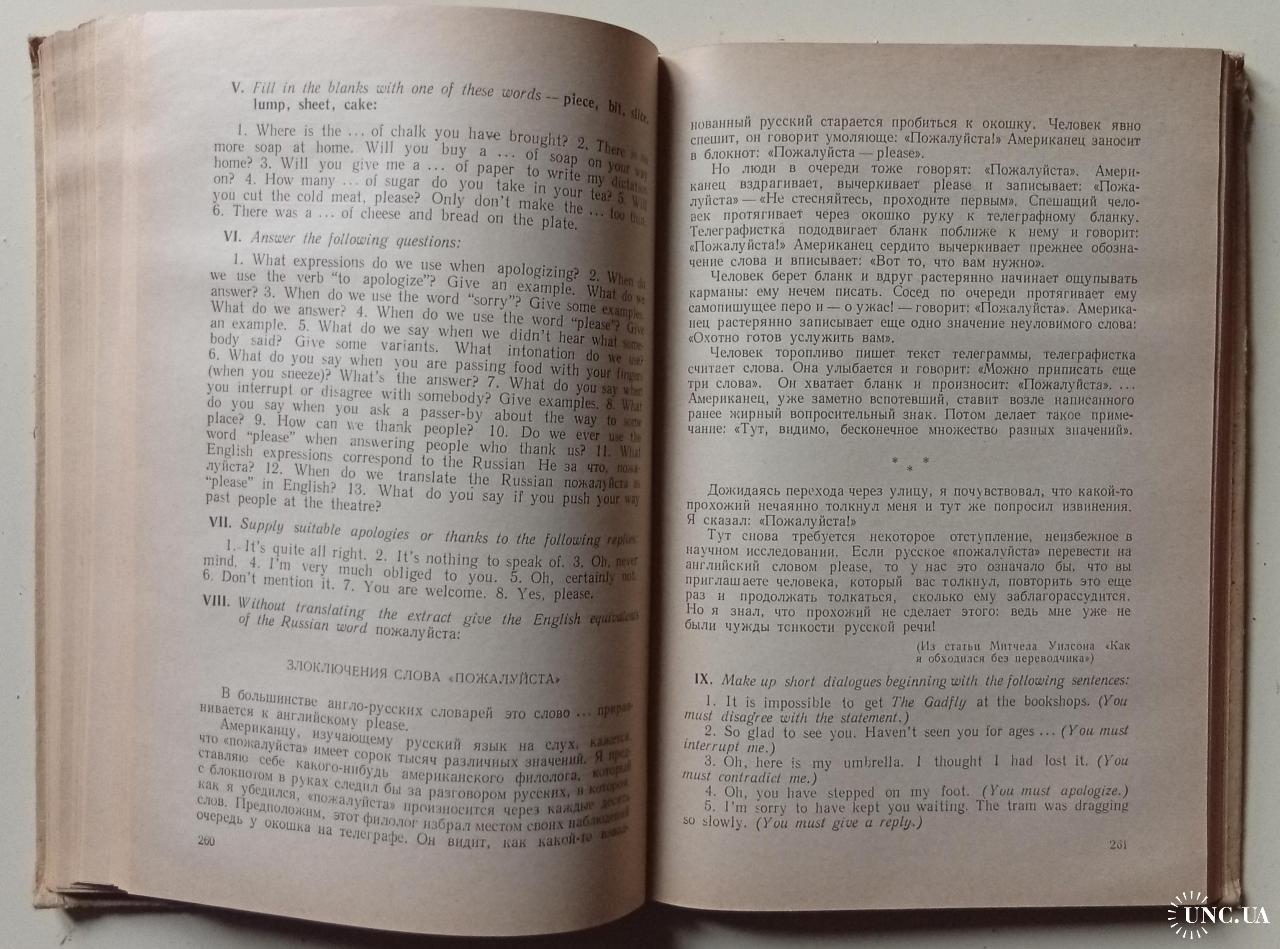 V. Fill in the blanks with one of these words — piece, bit, slice,
lump, sheet, cake:
1. Where is the ... of chalk you have brought? 2. There is no
more soap at home. Will you buy a ... of soap on your way
home? 3. Will you give me a ... of paper to write my dictation
on? 4. How many ... of sugar do you take in your tea? 5. Will
you cut the cold meat, please? Only don't make the ... too thin.
6. There was a ... of cheese and bread on the plate.
VI. Answer the following questions:
1. What expressions do we use when apologizing? 2. When do
we use the verb “to apologize”? Give an example. What do we
answer? 3. When do we use the word “sorry”? Give some examples.
What do we answer? 4. When do we use the word “please”? Give
an example. 5. What do we say when we didn't hear what some-
body said? Give some variants. What intonation do we use?
6. What do you say when you are passing food with your fingers
(when you sneeze)? What's the answer? 7. What do you say when
you interrupt or disagree with somebody? Give examples. 8. What
do you say when you ask a passer-by about the way to some
place? 9. How can we thank people? 10. Do we ever use the
word “please” when answering people who thank us? 11. What
English expressions correspond to the Russian Не за что, пожа-
луйста? 12. When do we translate the Russian пожалуйста as
“please” in English? 13. What do you say if you push your way
past people at the theatre?
VII. Supply suitable apologies or thanks to the following replies:
1. It's quite all right. 2. It's nothing to speak of. 3. Oh, never
mind. 4. I'm very much obliged to you. 5. Oh, certainly not.
6. Don't mention it. 7. You are welcome. 8. Yes, please.
VIII. Without translating the extract give the English equivalents
of the Russian word пожалуйста:
ЗЛОКЛЮЧЕНИЯ СЛОВА «ПОЖАЛУЙСТА»
В большинстве англо-русских словарей это слово ... прирав-
нивается к английскому please.
Американцу, изучающему русский язык на слух, кажется,
что «пожалуйста» имеет сорок тысяч различных значений. Я пред-
ставляю себе какого-нибудь американского филолога, который
с блокнотом в руках следил бы за разговором русских, в котором,
как я убедился, «пожалуйста» произносится через каждые десять
слов. Предположим, этот филолог избрал местом своих наблюдений
очередь у окошка на телеграфе. Он видит, как какой-то взвол-
260
нованный русский старается пробиться к окошку. Человек явно
спешит, он говорит умоляюще: «Пожалуйста!» Американец заносит
в блокнот: «Пожалуйста — please».
Но люди в очереди тоже говорят: «Пожалуйста». Амери-
канец вздрагивает, вычеркивает please и записывает: «Пожа-
луйста» — «Не стесняйтесь, проходите первым». Спешащий чело-
век протягивает через окошко руку к телеграфному бланку.
Телеграфистка пододвигает бланк поближе к нему и говорит:
«Пожалуйста!» Американец сердито вычеркивает прежнее обозна-
чение слова и вписывает: «Вот то, что вам нужно».
Человек берет бланк и вдруг растерянно начинает ощупывать
карманы: ему нечем писать. Сосед по очереди протягивает ему
самопишущее перо и — о ужас! — говорит: «Пожалуйста». Америка-
нец растерянно записывает еще одно значение неуловимого слова:
«Охотно готов услужить вам».
Человек торопливо пишет текст телеграммы, телеграфистка
считает слова. Она улыбается и говорит: «Можно приписать еще
три слова». Он хватает бланк и произносит: «Пожалуйста». ...
Американец, уже заметно вспотевший, ставит возле написанного
ранее жирный вопросительный знак. Потом делает такое приме-
чание: «Тут, видимо, бесконечное множество разных значений».
* * *
Дожидаясь перехода через улицу, я почувствовал, что какой-то
прохожий нечаянно толкнул меня и тут же попросил извинения.
Я сказал: «Пожалуйста!»
Тут снова требуется некоторое отступление, неизбежное в
научном исследовании. Если русское «пожалуйста» перевести на
английский словом please, то у нас это означало бы, что вы
приглашаете человека, который вас толкнул, повторить это еще
раз и продолжать толкаться, сколько ему заблагорассудится.
Но я знал, что прохожий не сделает этого: ведь мне уже не
были чужды тонкости русской речи!
(Из статьи Митчела Уилсона «Как
я обходился без переводчика»)
IX. Make up short dialogues beginning with the following sentences:
1. It is impossible to get The Gadfly at the bookshops. (You
must disagree with the statement.)
2. So glad to see you. Haven't seen you for ages ... (You must
interrupt me.)
3. Oh, here is my umbrella. I thought I had lost it. (You
must contradict me.)
4. Oh, you have stepped on my foot. (You must apologize.)
5. I'm sorry to have kept you waiting. The tram was dragging
so slowly. (You must give a reply.)
261
UNC.UA